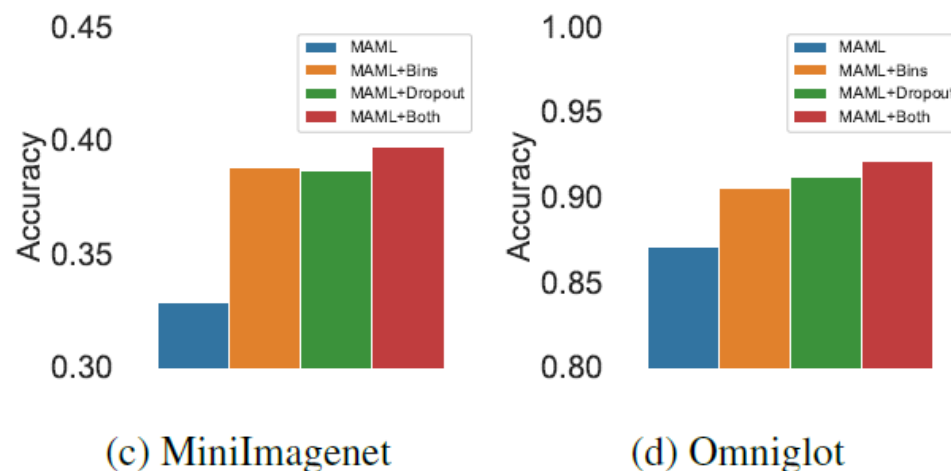 0.45
0.40
0.35
0.30
Accuracy
MAML
MAML+Bins
MAML+Dropout
MAML+Both
(c) MiniImagenet
1.00
0.95
0.90
0.85
0.80
Accuracy
MAML
MAML+Bins
MAML+Dropout
MAML+Both
(d) Omniglot